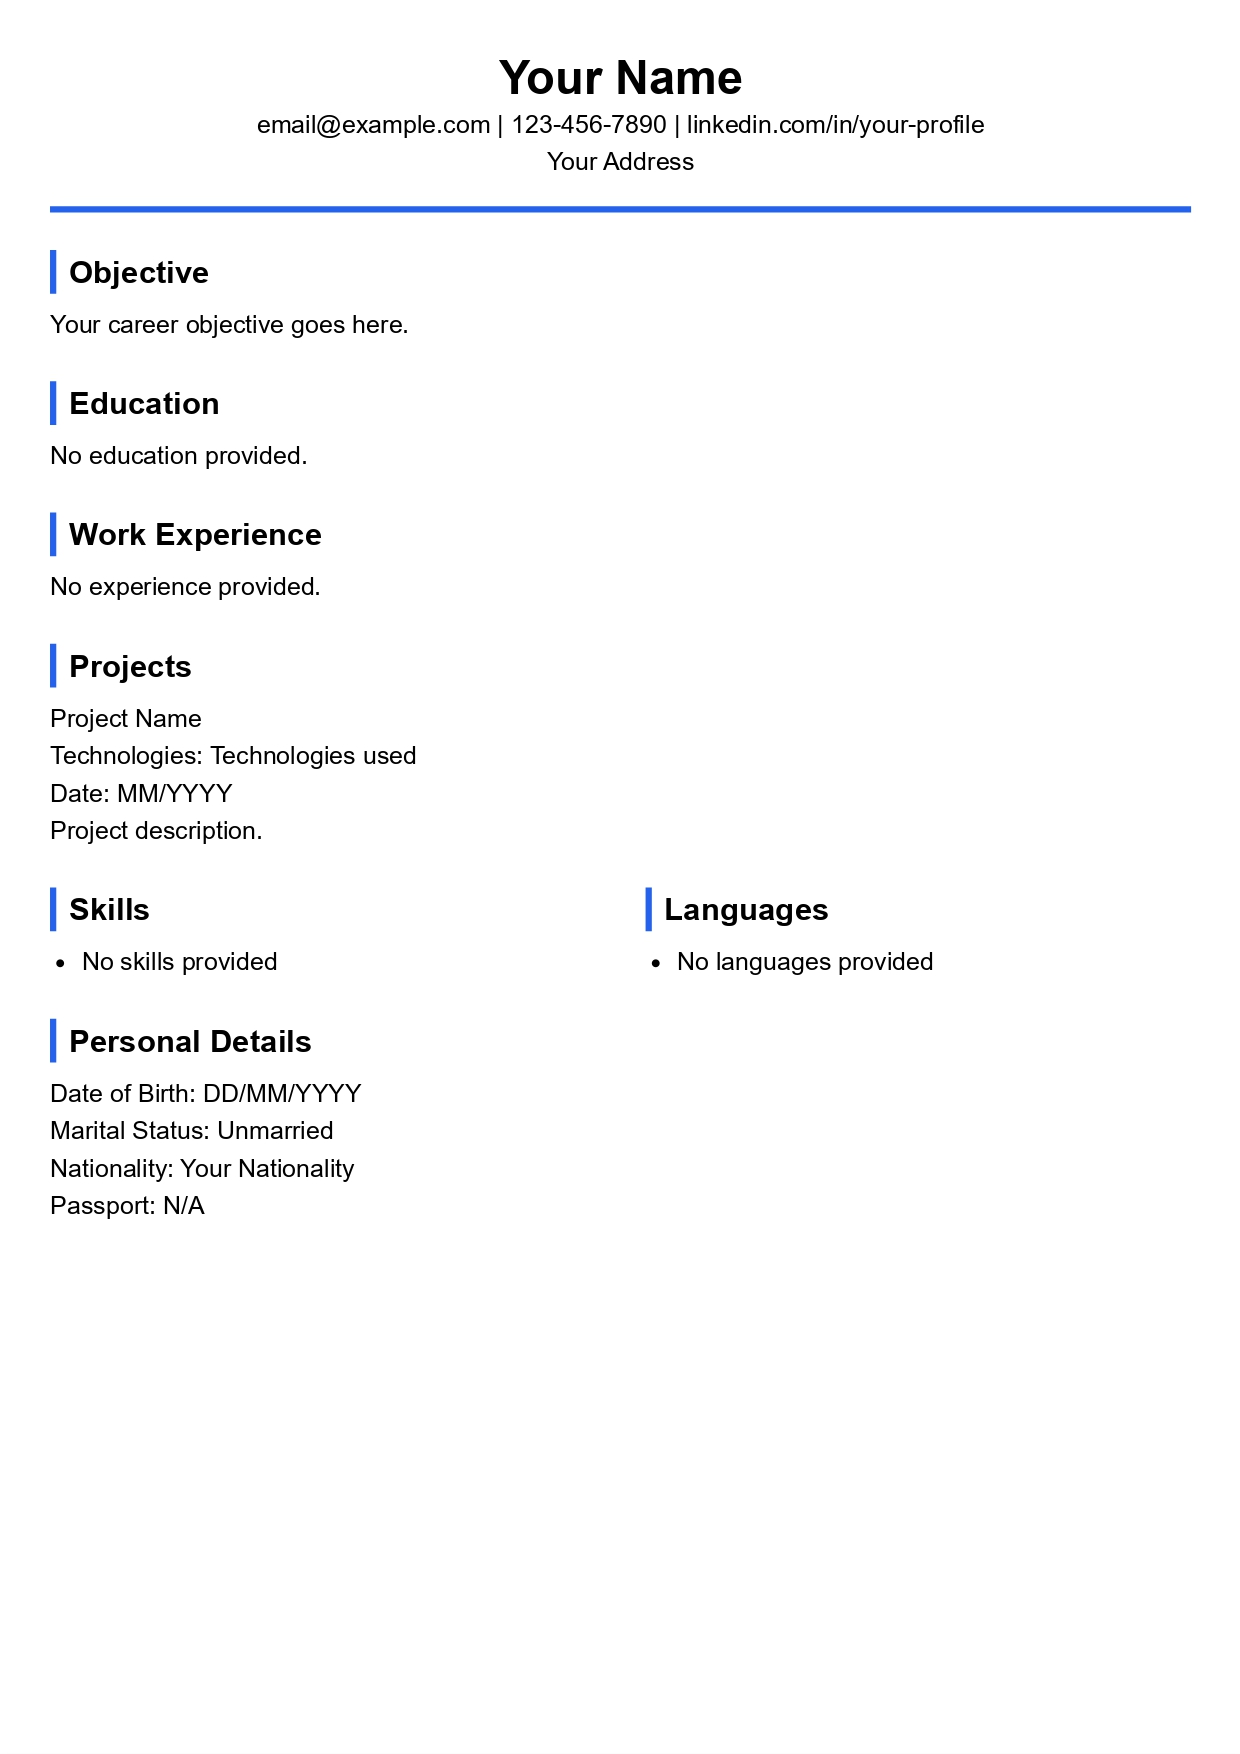 Your Name
email@example.com | 123-456-7890 | linkedin.com/in/your-profile
Your Address
Objective
Your career objective goes here.
Education
No education provided.
Work Experience
No experience provided.
Projects
Project Name
Technologies: Technologies used
Date: MM/YYYY
Project description.
Skills
• No skills provided
Languages
• No languages provided
Personal Details
Date of Birth: DD/MM/YYYY
Marital Status: Unmarried
Nationality: Your Nationality
Passport: N/A